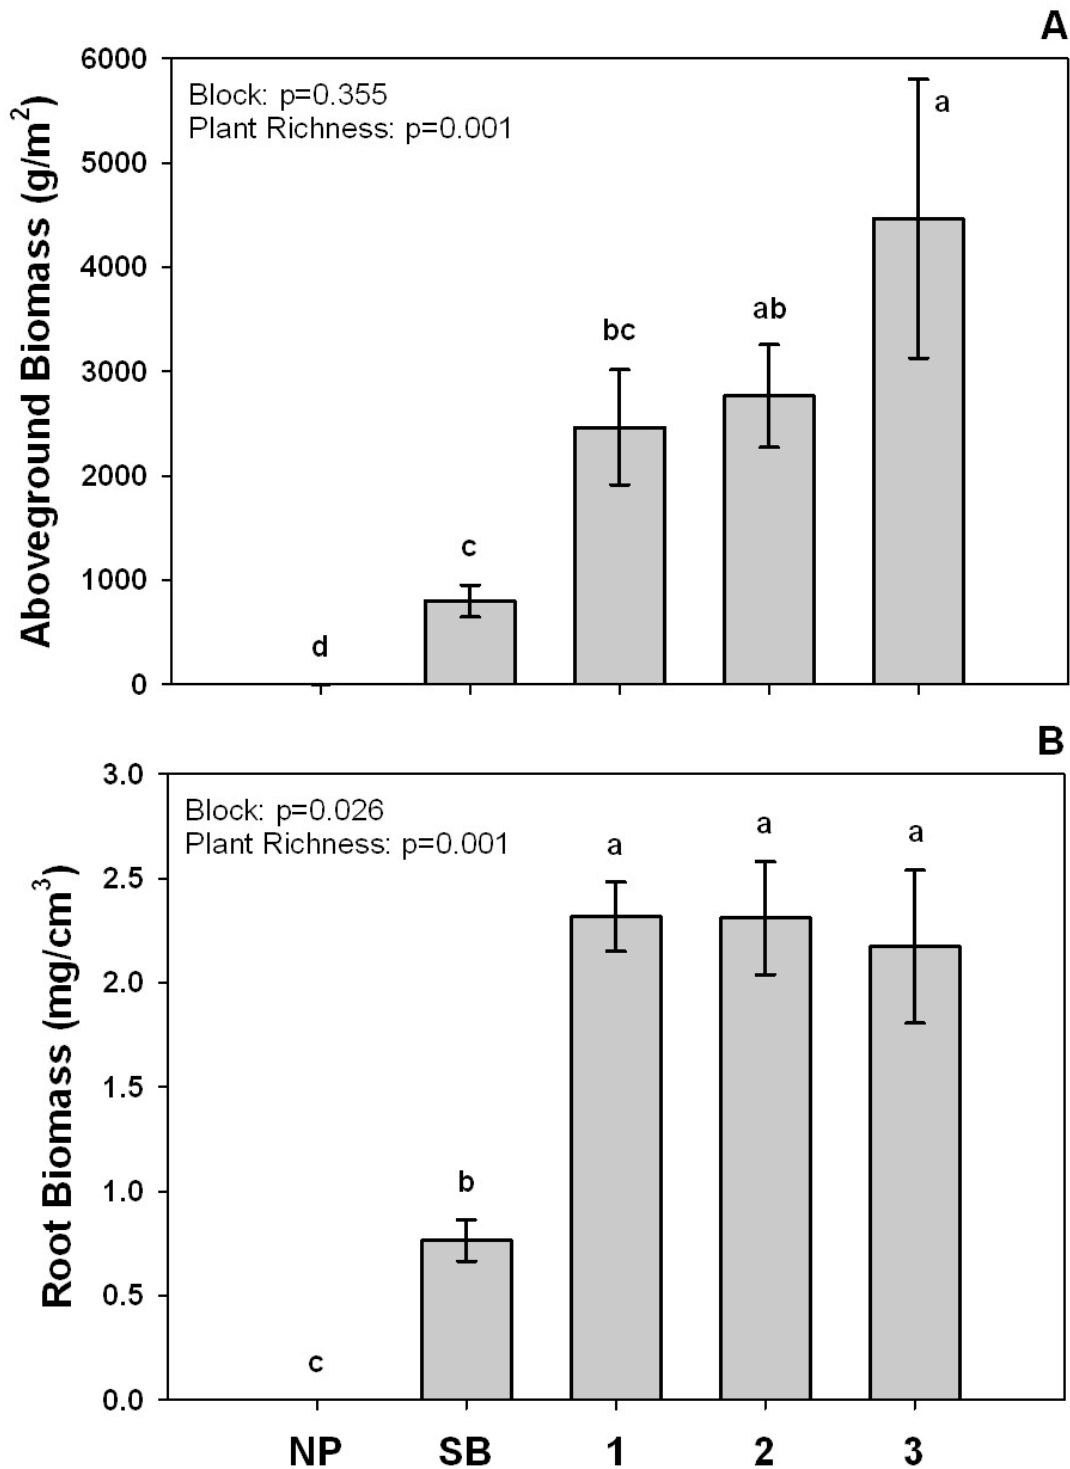 A
Aboveground Biomass (g/m²)
6000
5000
4000
3000
2000
1000
0
Block: p=0.355
Plant Richness: p=0.001
d
c
bc
ab
a
B
Root Biomass (mg/cm³)
3.0
2.5
2.0
1.5
1.0
0.5
0.0
Block: p=0.026
Plant Richness: p=0.001
c
b
a
a
a
NP SB 1 2 3